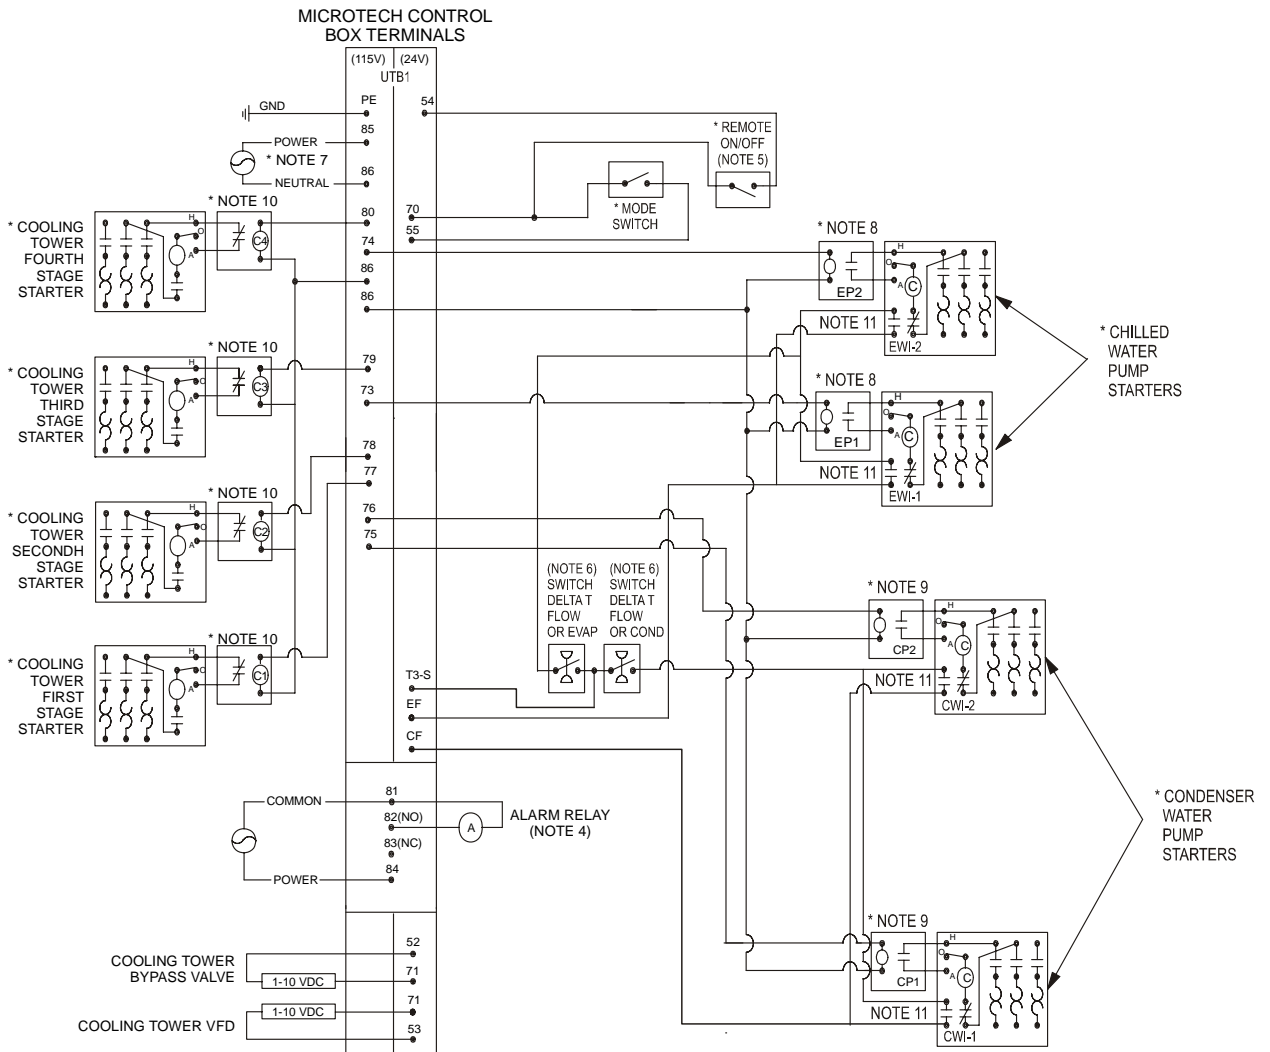 MICROTECH CONTROL
BOX TERMINALS
(115V) (24V)
UTB1
GND
PE
54
85
POWER
* NOTE 7
86
NEUTRAL
* REMOTE
ON/OFF
(NOTE 5)
* MODE
SWITCH
* NOTE 10
80
70
55
74
86
86
* COOLING
TOWER
FOURTH
STAGE
STARTER
H
O
A
C4
* NOTE 8
EP2
H
O
A
C
NOTE 11
EWI-2
* CHILLED
WATER
PUMP
STARTERS
* NOTE 10
79
73
* COOLING
TOWER
THIRD
STAGE
STARTER
H
O
A
C3
* NOTE 8
EP1
H
O
A
C
NOTE 11
EWI-1
78
77
76
75
* NOTE 10
* COOLING
TOWER
SECONDH
STAGE
STARTER
H
O
A
C2
(NOTE 6)
SWITCH
DELTA T
FLOW
OR EVAP
(NOTE 6)
SWITCH
DELTA T
FLOW
OR COND
* NOTE 9
CP2
H
O
A
C
NOTE 11
CWI-2
* NOTE 10
* COOLING
TOWER
FIRST
STAGE
STARTER
H
O
A
C1
T3-S
EF
CF
* CONDENSER
WATER
PUMP
STARTERS
COMMON
81
82(NO)
83(NC)
84
POWER
A
ALARM RELAY
(NOTE 4)
* NOTE 9
CP1
H
O
A
C
NOTE 11
CWI-1
COOLING TOWER
BYPASS VALVE
52
71
1-10 VDC
71
1-10 VDC
COOLING TOWER VFD
53